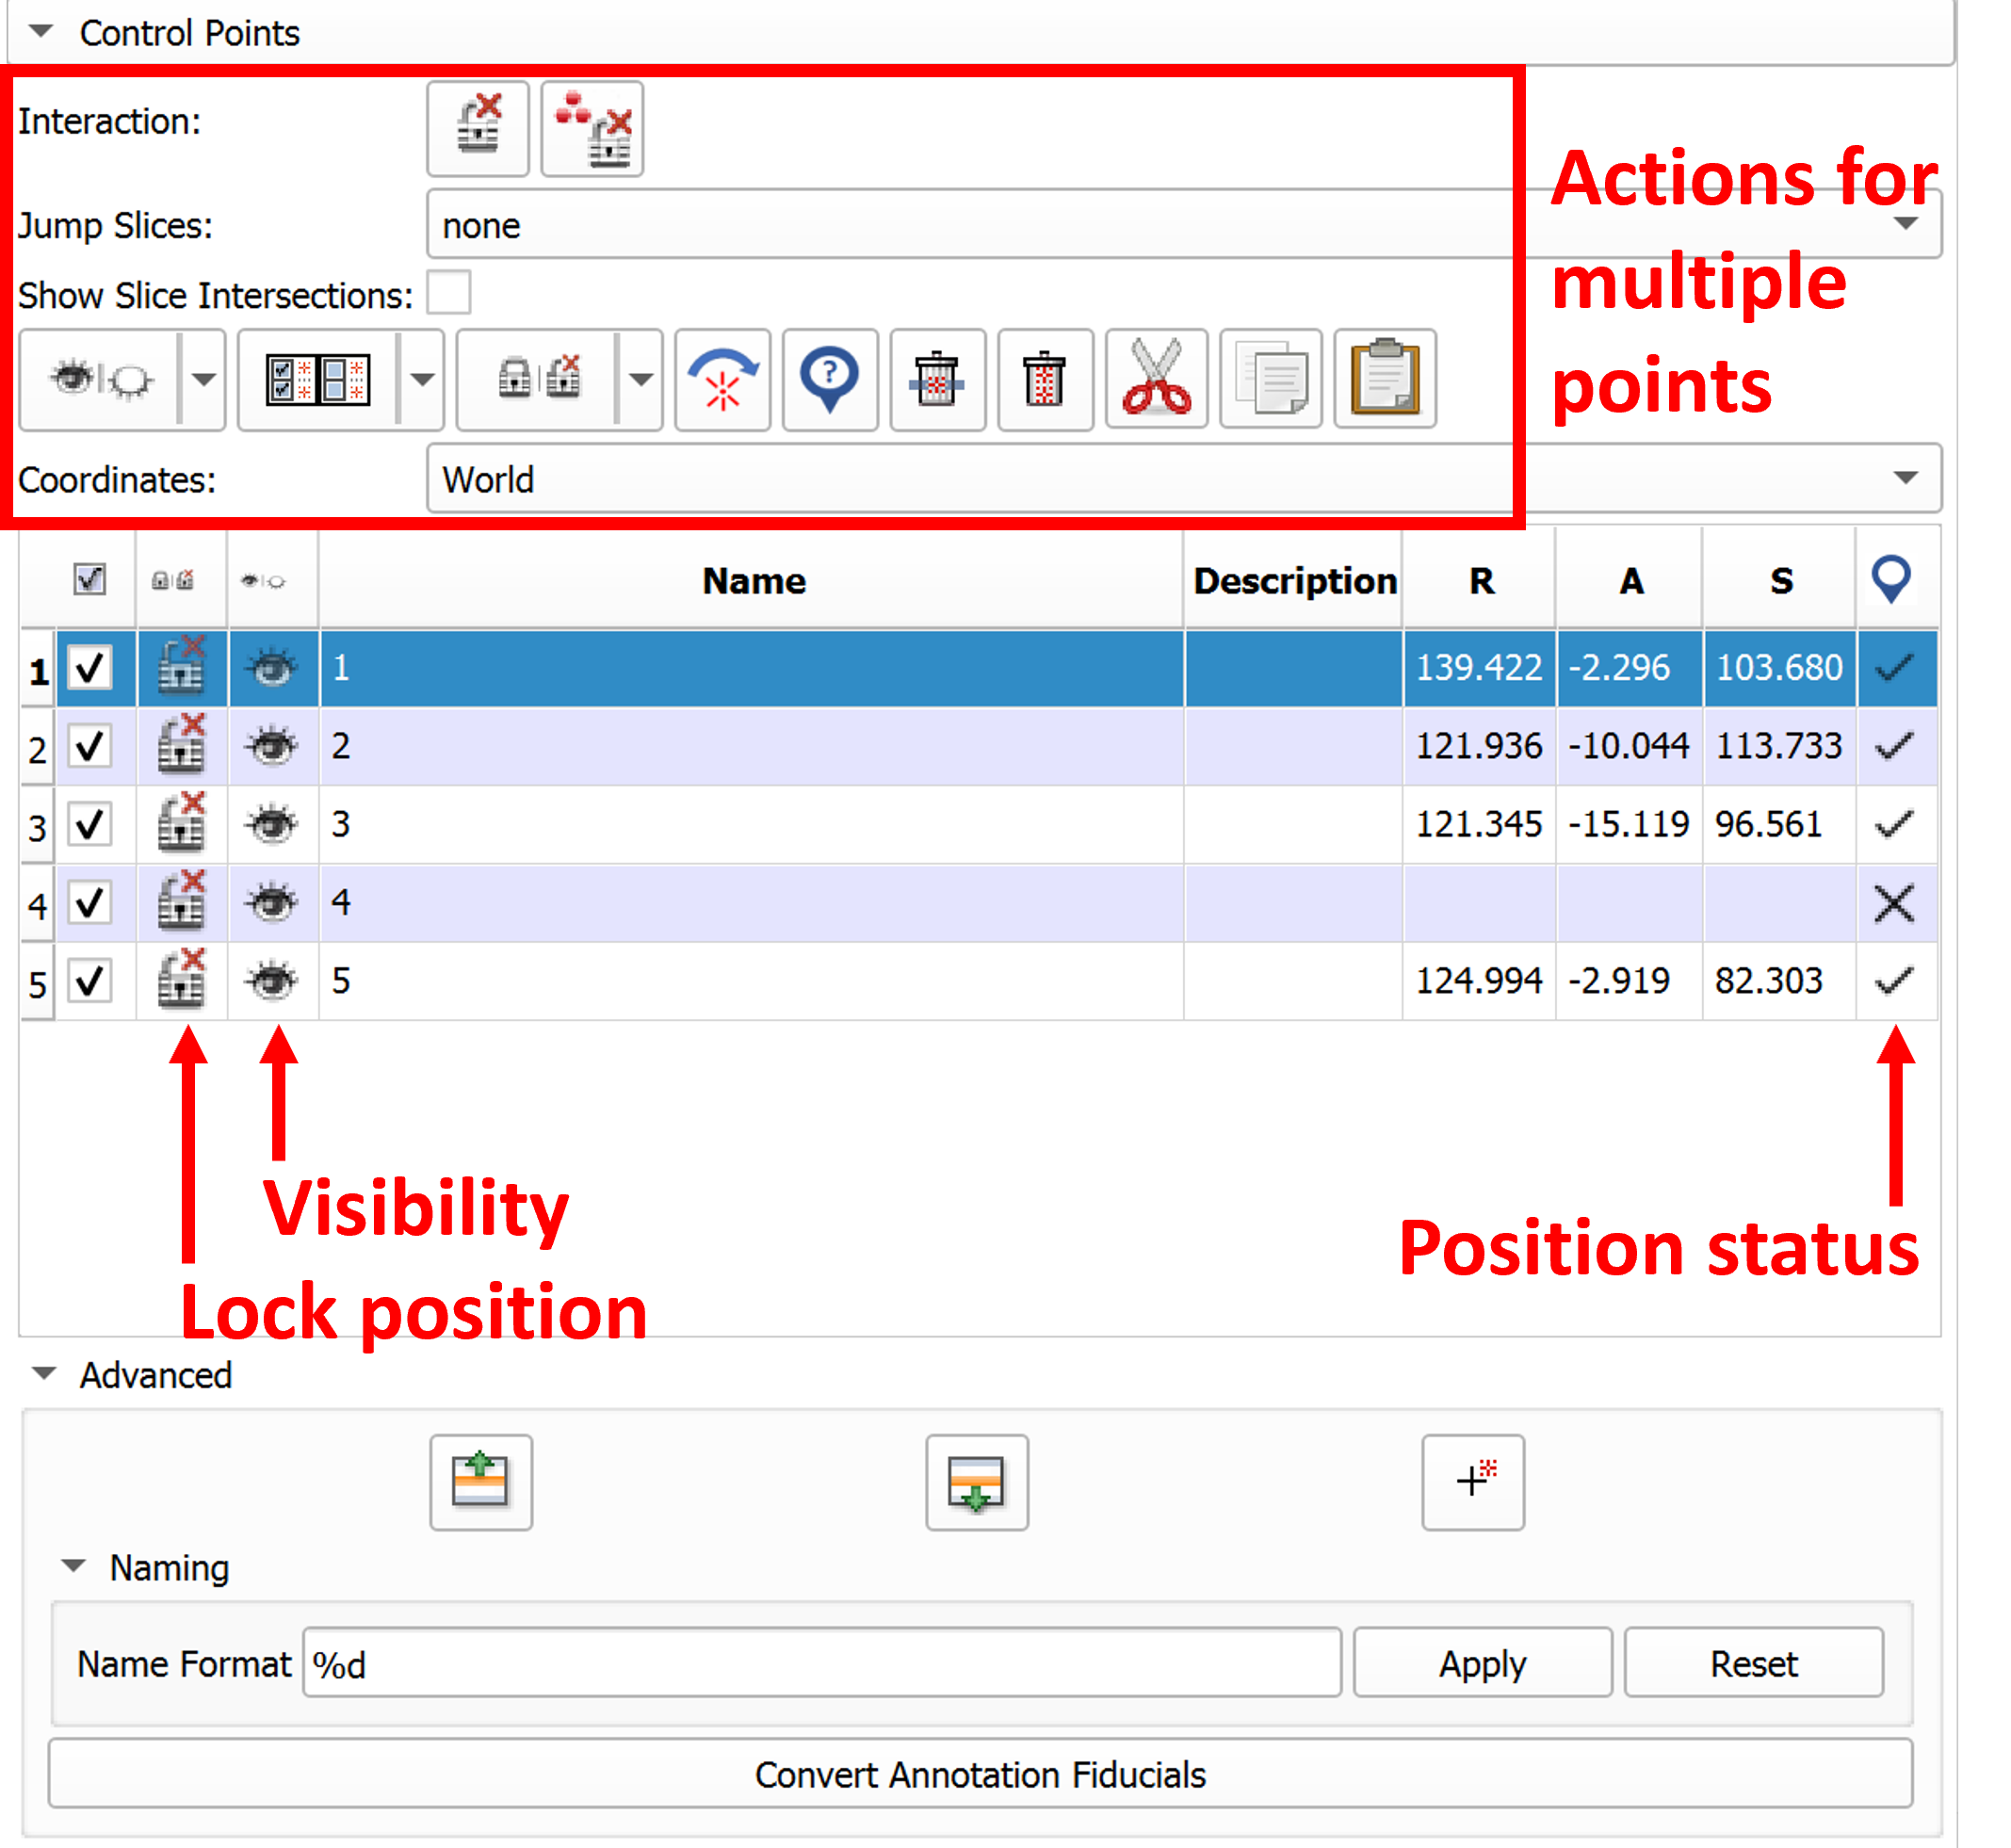 Control Points
Interaction:
Actions for
Jump Slices: none
multiple
Show Slice Intersections:
points
Coordinates: World
Name Description R A S
1 1 139.422 -2.296 103.680
2 2 121.936 -10.044 113.733
3 3 121.345 -15.119 96.561
4 4
5 5 124.994 -2.919 82.303
Visibility
Position status
Lock position
Advanced
Naming
Name Format %d Apply Reset
Convert Annotation Fiducials